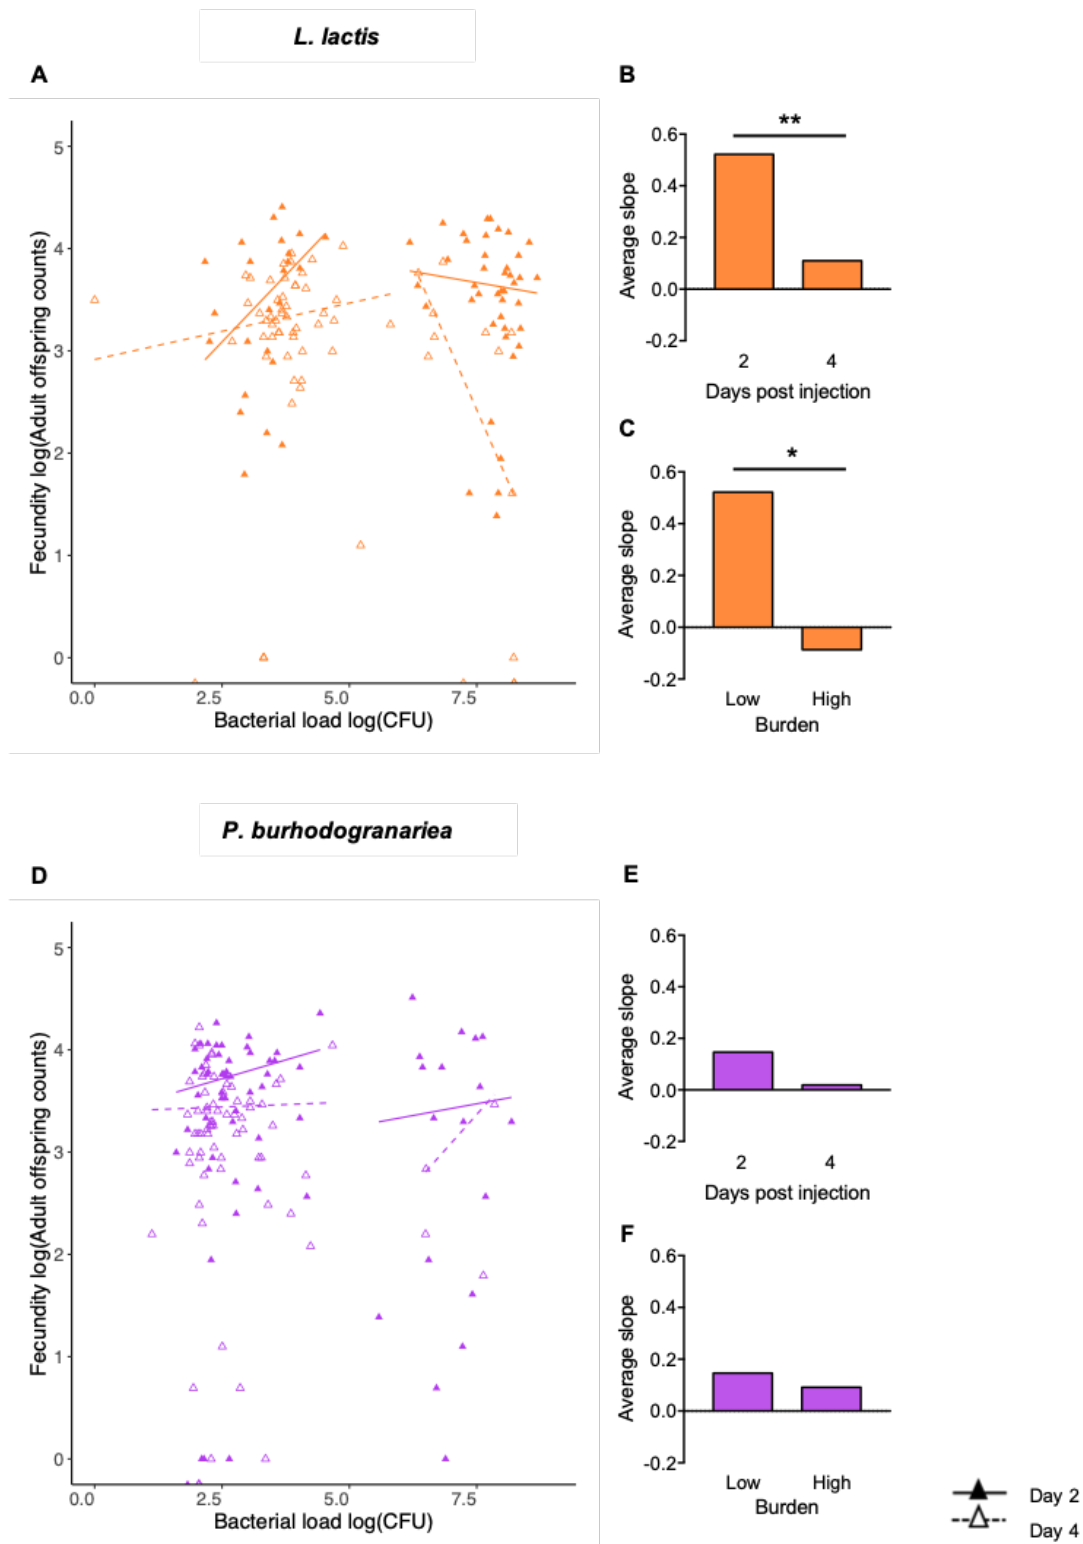 L. lactis
A
B
Fecundity log(Adult offspring counts)
5
4
3
2
1
0
0.0 2.5 5.0 7.5
Bacterial load log(CFU)
**
Average slope
0.6
0.4
0.2
0.0
-0.2
2 4
Days post injection
C
*
Average slope
0.6
0.4
0.2
0.0
-0.2
Low High
Burden
P. burhodogranariea
D
E
Fecundity log(Adult offspring counts)
5
4
3
2
1
0
0.0 2.5 5.0 7.5
Bacterial load log(CFU)
Average slope
0.6
0.4
0.2
0.0
-0.2
2 4
Days post injection
F
Average slope
0.6
0.4
0.2
0.0
-0.2
Low High
Burden
Day 2
Day 4